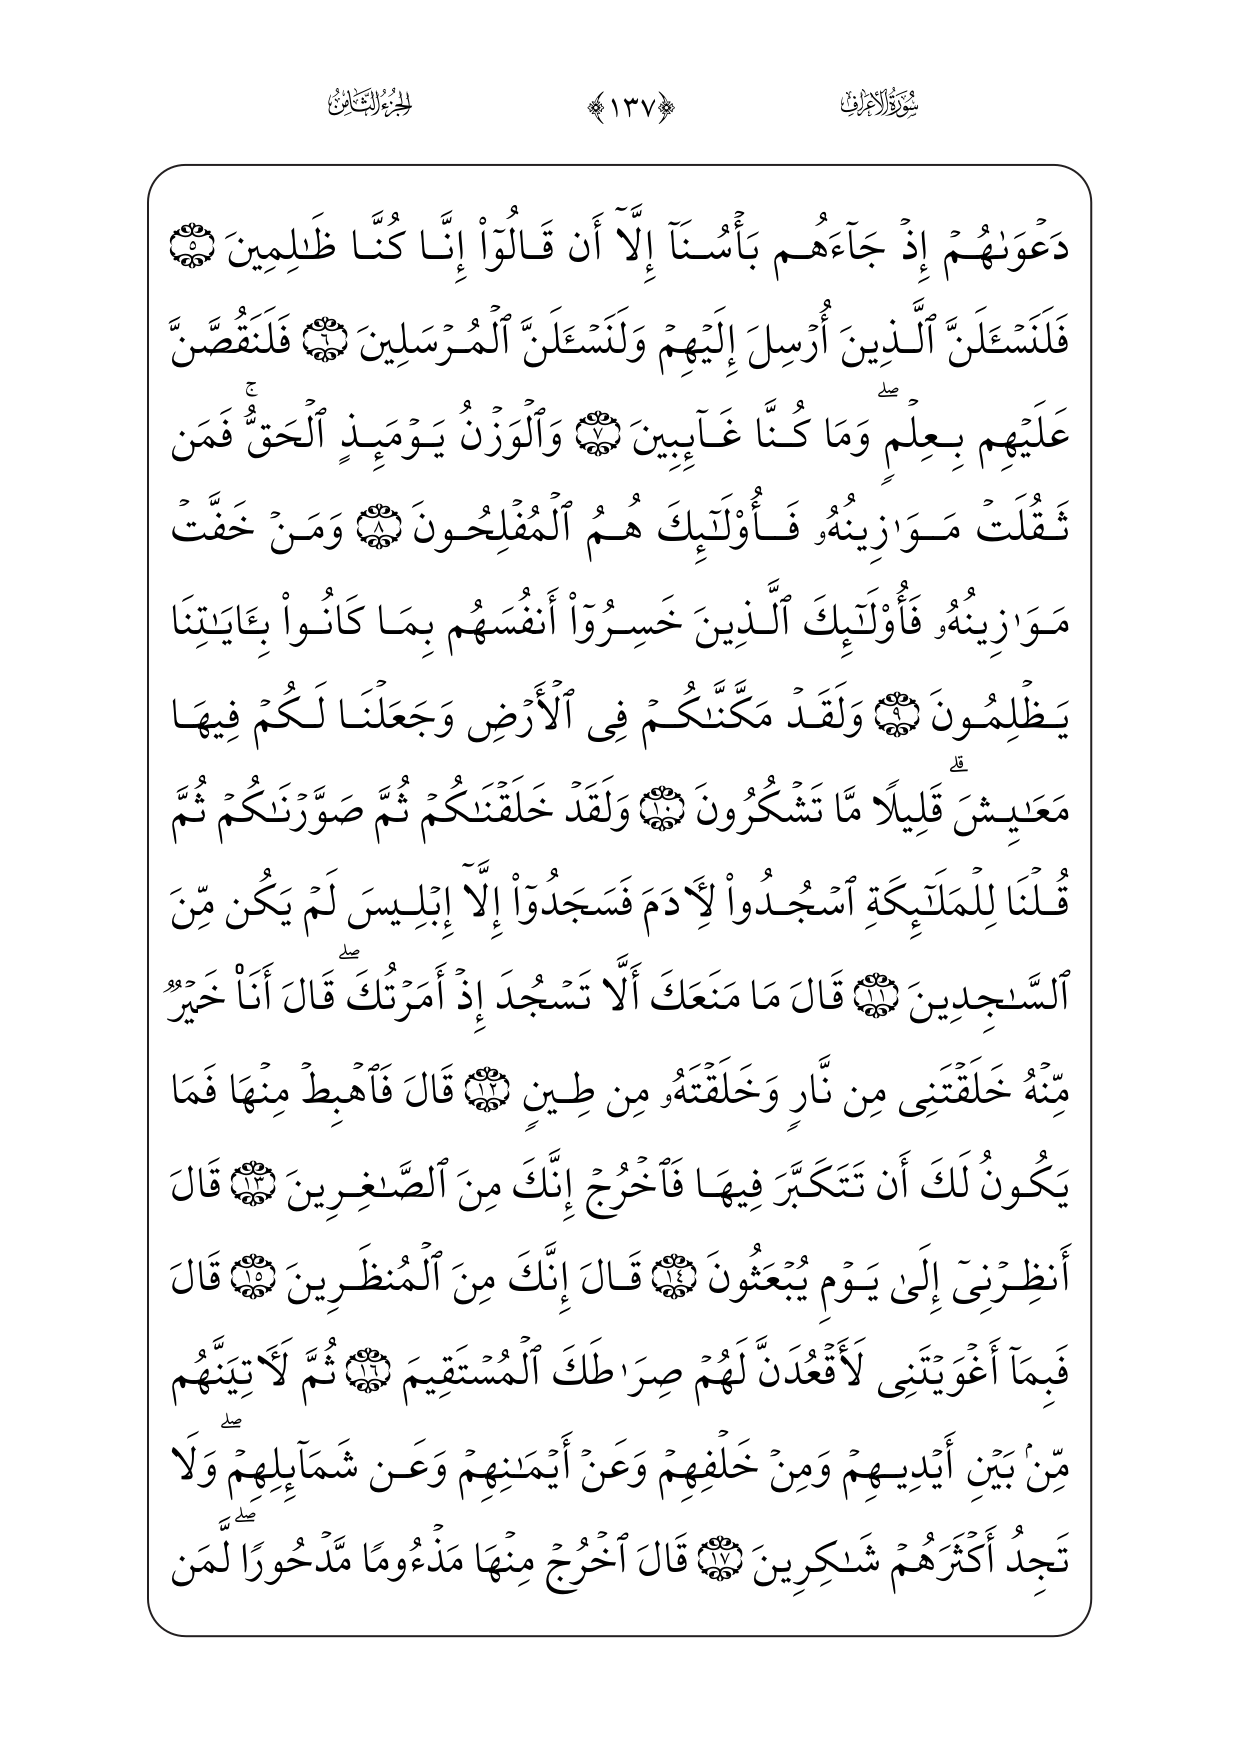 سُورَةُ الأَعْرَافِ ﴿١٣٧﴾ الجُزْءُ الثَّامِنُ
دَعۡوَىٰهُمۡ إِذۡ جَآءَهُم بَأۡسُنَآ إِلَّآ أَن قَالُوٓاْ إِنَّا كُنَّا ظَٰلِمِينَ ٥
فَلَنَسۡـَٔلَنَّ ٱلَّذِينَ أُرۡسِلَ إِلَيۡهِمۡ وَلَنَسۡـَٔلَنَّ ٱلۡمُرۡسَلِينَ ٦ فَلَنَقُصَّنَّ
عَلَيۡهِم بِعِلۡمٖۖ وَمَا كُنَّا غَآئِبِينَ ٧ وَٱلۡوَزۡنُ يَوۡمَئِذٍ ٱلۡحَقُّۚ فَمَن
ثَقُلَتۡ مَوَٰزِينُهُۥ فَأُوْلَٰٓئِكَ هُمُ ٱلۡمُفۡلِحُونَ ٨ وَمَنۡ خَفَّتۡ
مَوَٰزِينُهُۥ فَأُوْلَٰٓئِكَ ٱلَّذِينَ خَسِرُوٓاْ أَنفُسَهُم بِمَا كَانُواْ بِـَٔايَٰتِنَا
يَظۡلِمُونَ ٩ وَلَقَدۡ مَكَّنَّٰكُمۡ فِي ٱلۡأَرۡضِ وَجَعَلۡنَا لَكُمۡ فِيهَا
مَعَٰيِشَۗ قَلِيلٗا مَّا تَشۡكُرُونَ ١٠ وَلَقَدۡ خَلَقۡنَٰكُمۡ ثُمَّ صَوَّرۡنَٰكُمۡ ثُمَّ
قُلۡنَا لِلۡمَلَٰٓئِكَةِ ٱسۡجُدُواْ لِأٓدَمَ فَسَجَدُوٓاْ إِلَّآ إِبۡلِيسَ لَمۡ يَكُن مِّنَ
ٱلسَّٰجِدِينَ ١١ قَالَ مَا مَنَعَكَ أَلَّا تَسۡجُدَ إِذۡ أَمَرۡتُكَۖ قَالَ أَنَا۠ خَيۡرٞ
مِّنۡهُ خَلَقۡتَنِي مِن نَّارٖ وَخَلَقۡتَهُۥ مِن طِينٖ ١٢ قَالَ فَٱهۡبِطۡ مِنۡهَا فَمَا
يَكُونُ لَكَ أَن تَتَكَبَّرَ فِيهَا فَٱخۡرُجۡ إِنَّكَ مِنَ ٱلصَّٰغِرِينَ ١٣ قَالَ
أَنظِرۡنِيٓ إِلَىٰ يَوۡمِ يُبۡعَثُونَ ١٤ قَالَ إِنَّكَ مِنَ ٱلۡمُنظَرِينَ ١٥ قَالَ
فَبِمَآ أَغۡوَيۡتَنِي لَأَقۡعُدَنَّ لَهُمۡ صِرَٰطَكَ ٱلۡمُسۡتَقِيمَ ١٦ ثُمَّ لَأٓتِيَنَّهُم
مِّنۢ بَيۡنِ أَيۡدِيهِمۡ وَمِنۡ خَلۡفِهِمۡ وَعَنۡ أَيۡمَٰنِهِمۡ وَعَن شَمَآئِلِهِمۡۖ وَلَا
تَجِدُ أَكۡثَرَهُمۡ شَٰكِرِينَ ١٧ قَالَ ٱخۡرُجۡ مِنۡهَا مَذۡءُومٗا مَّدۡحُورٗاۖ لَّمَن